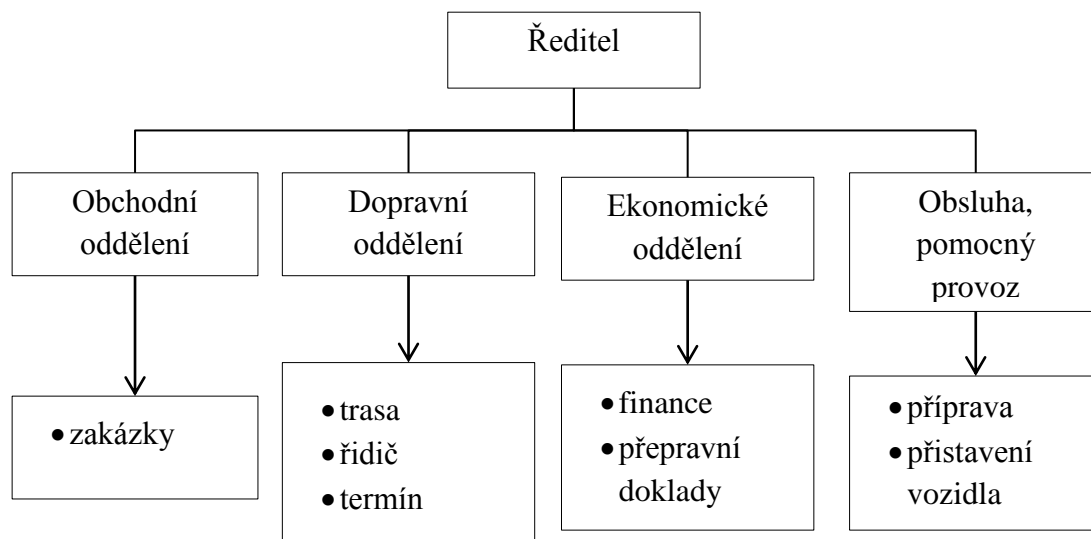 Ředitel
Obchodní
oddělení
Dopravní
oddělení
Ekonomické
oddělení
Obsluha,
pomocný
provoz
• zakázky
• trasa
• řidič
• termín
• finance
• přepravní
doklady
• příprava
• přistavení
vozidla